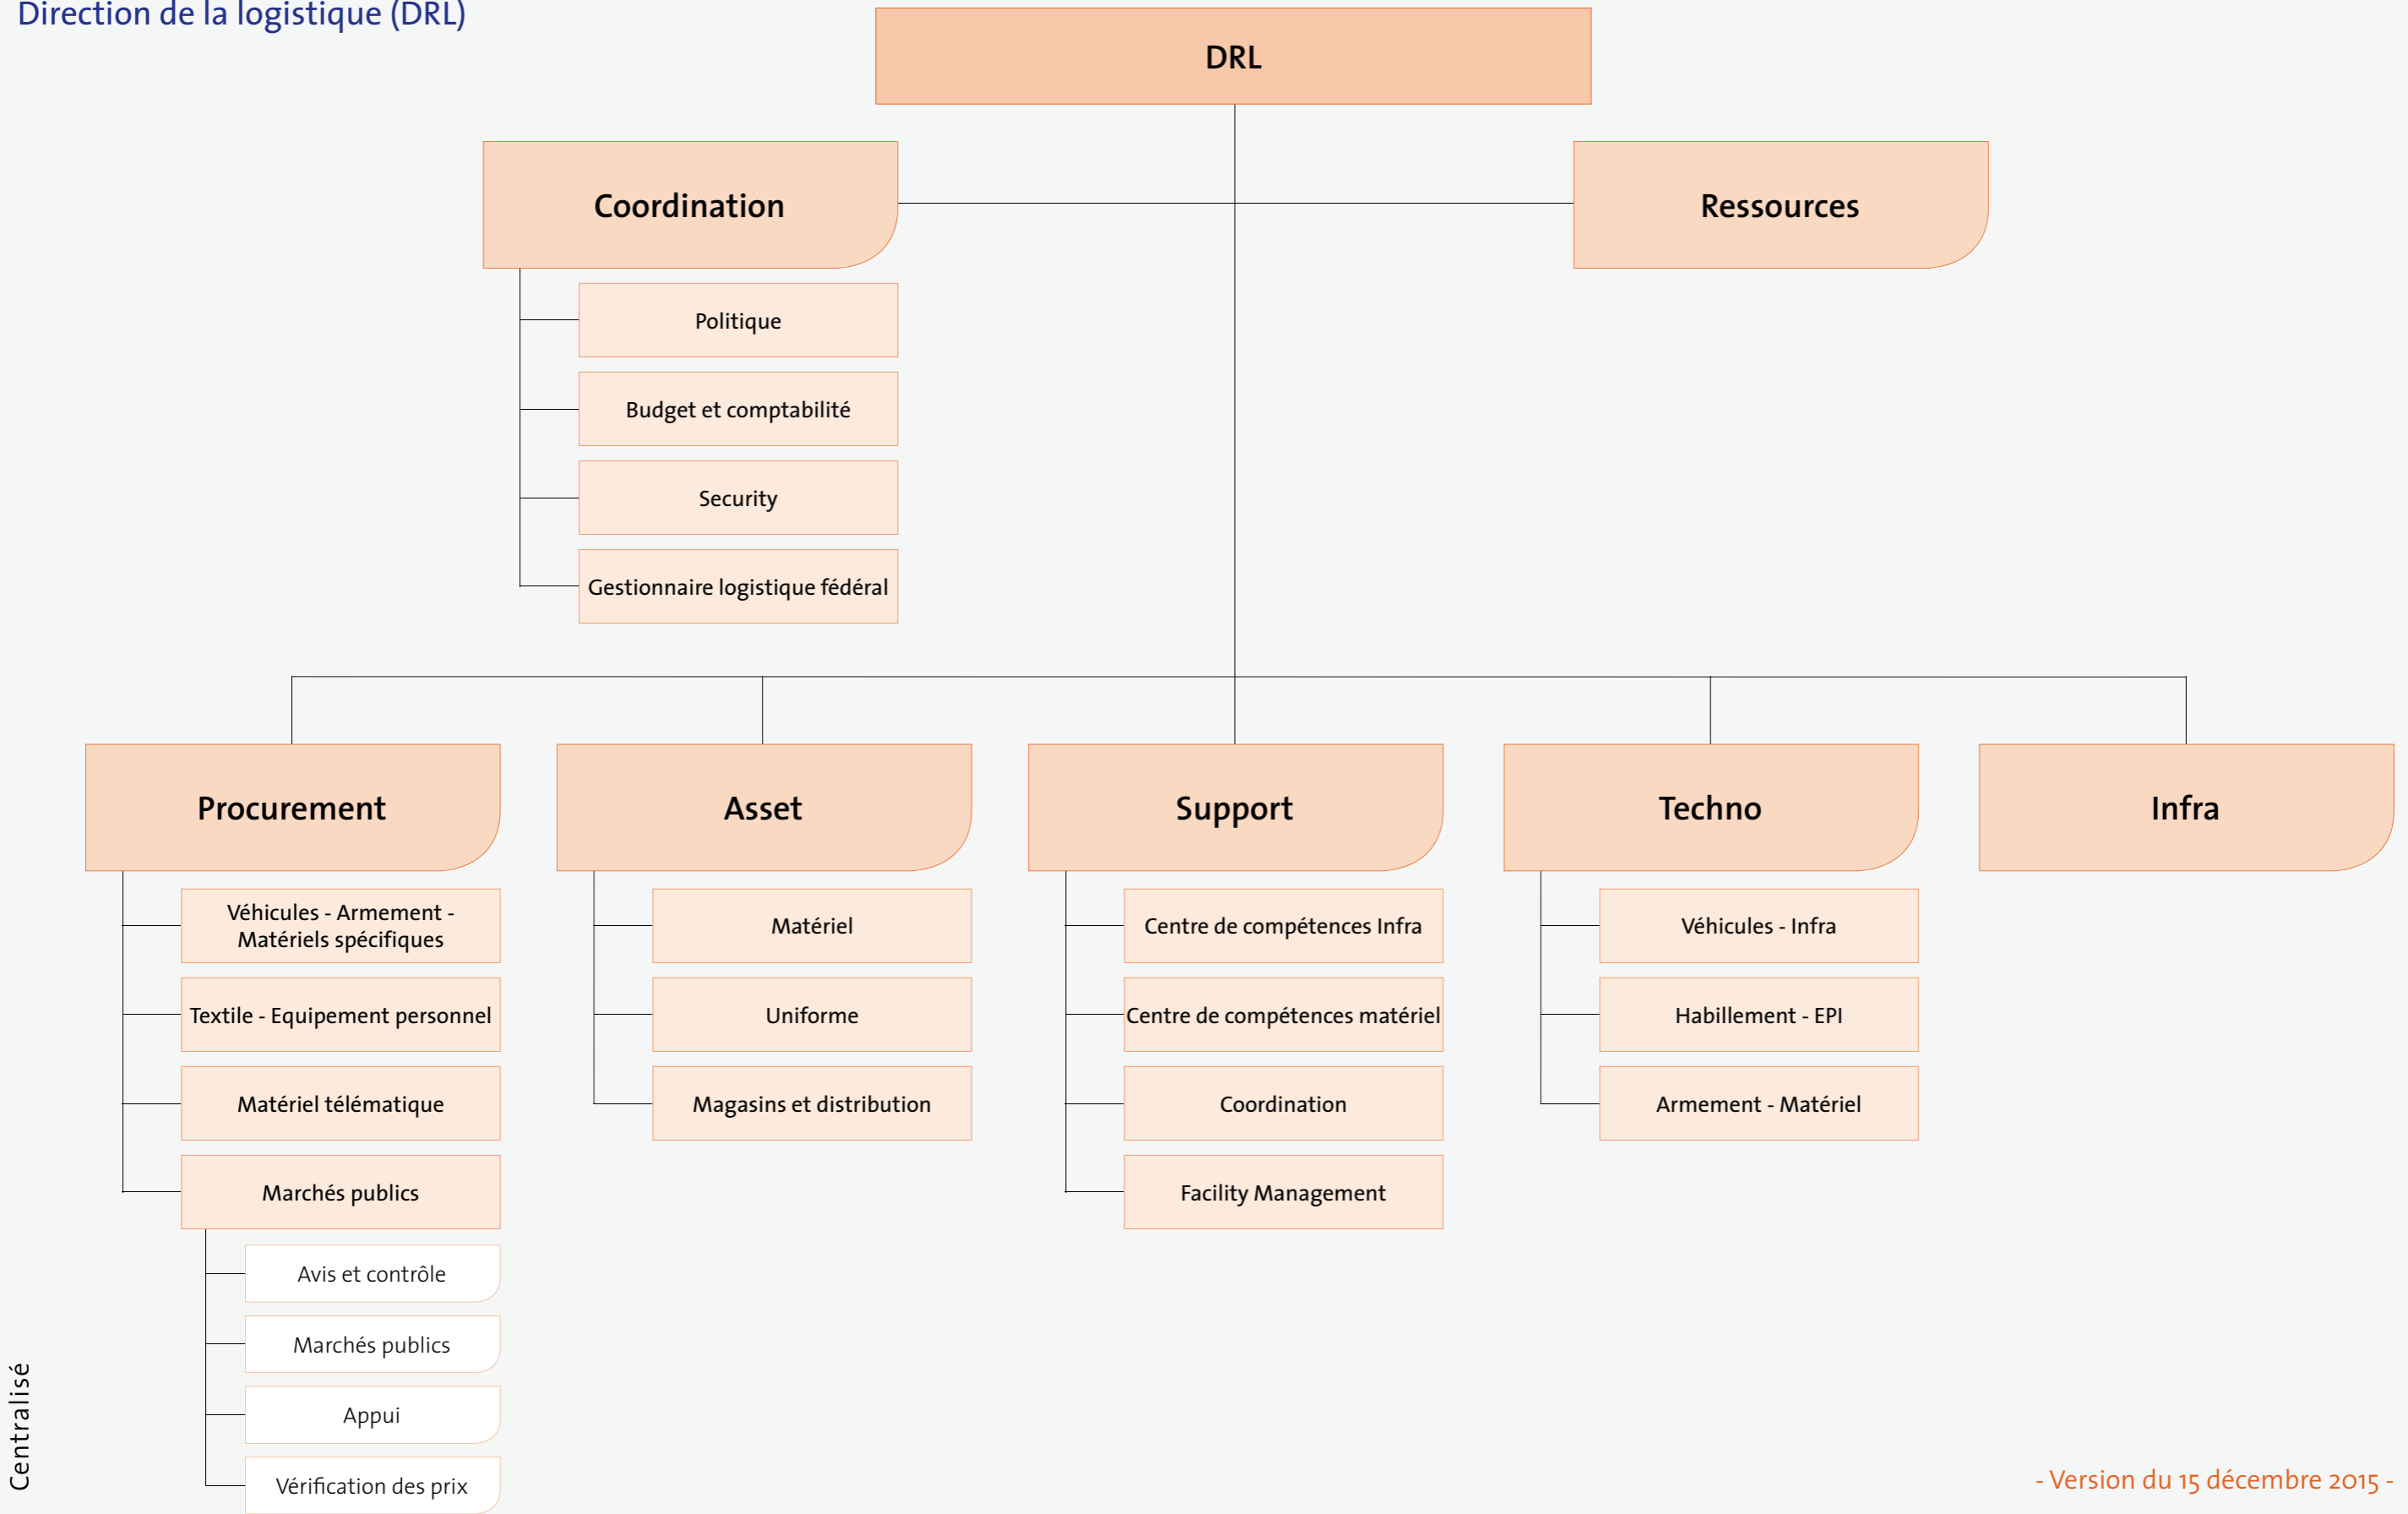 Direction de la logistique (DRL)
DRL
Coordination
Ressources
Politique
Budget et comptabilité
Security
Gestionnaire logistique fédéral
Procurement
Asset
Support
Techno
Infra
Véhicules - Armement -
Matériels spécifiques
Textile - Equipement personnel
Matériel télématique
Marchés publics
Avis et contrôle
Marchés publics
Appui
Vérification des prix
Matériel
Uniforme
Magasins et distribution
Centre de compétences Infra
Centre de compétences matériel
Coordination
Facility Management
Véhicules - Infra
Habillement - EPI
Armement - Matériel
Centralisé
- Version du 15 décembre 2015 -